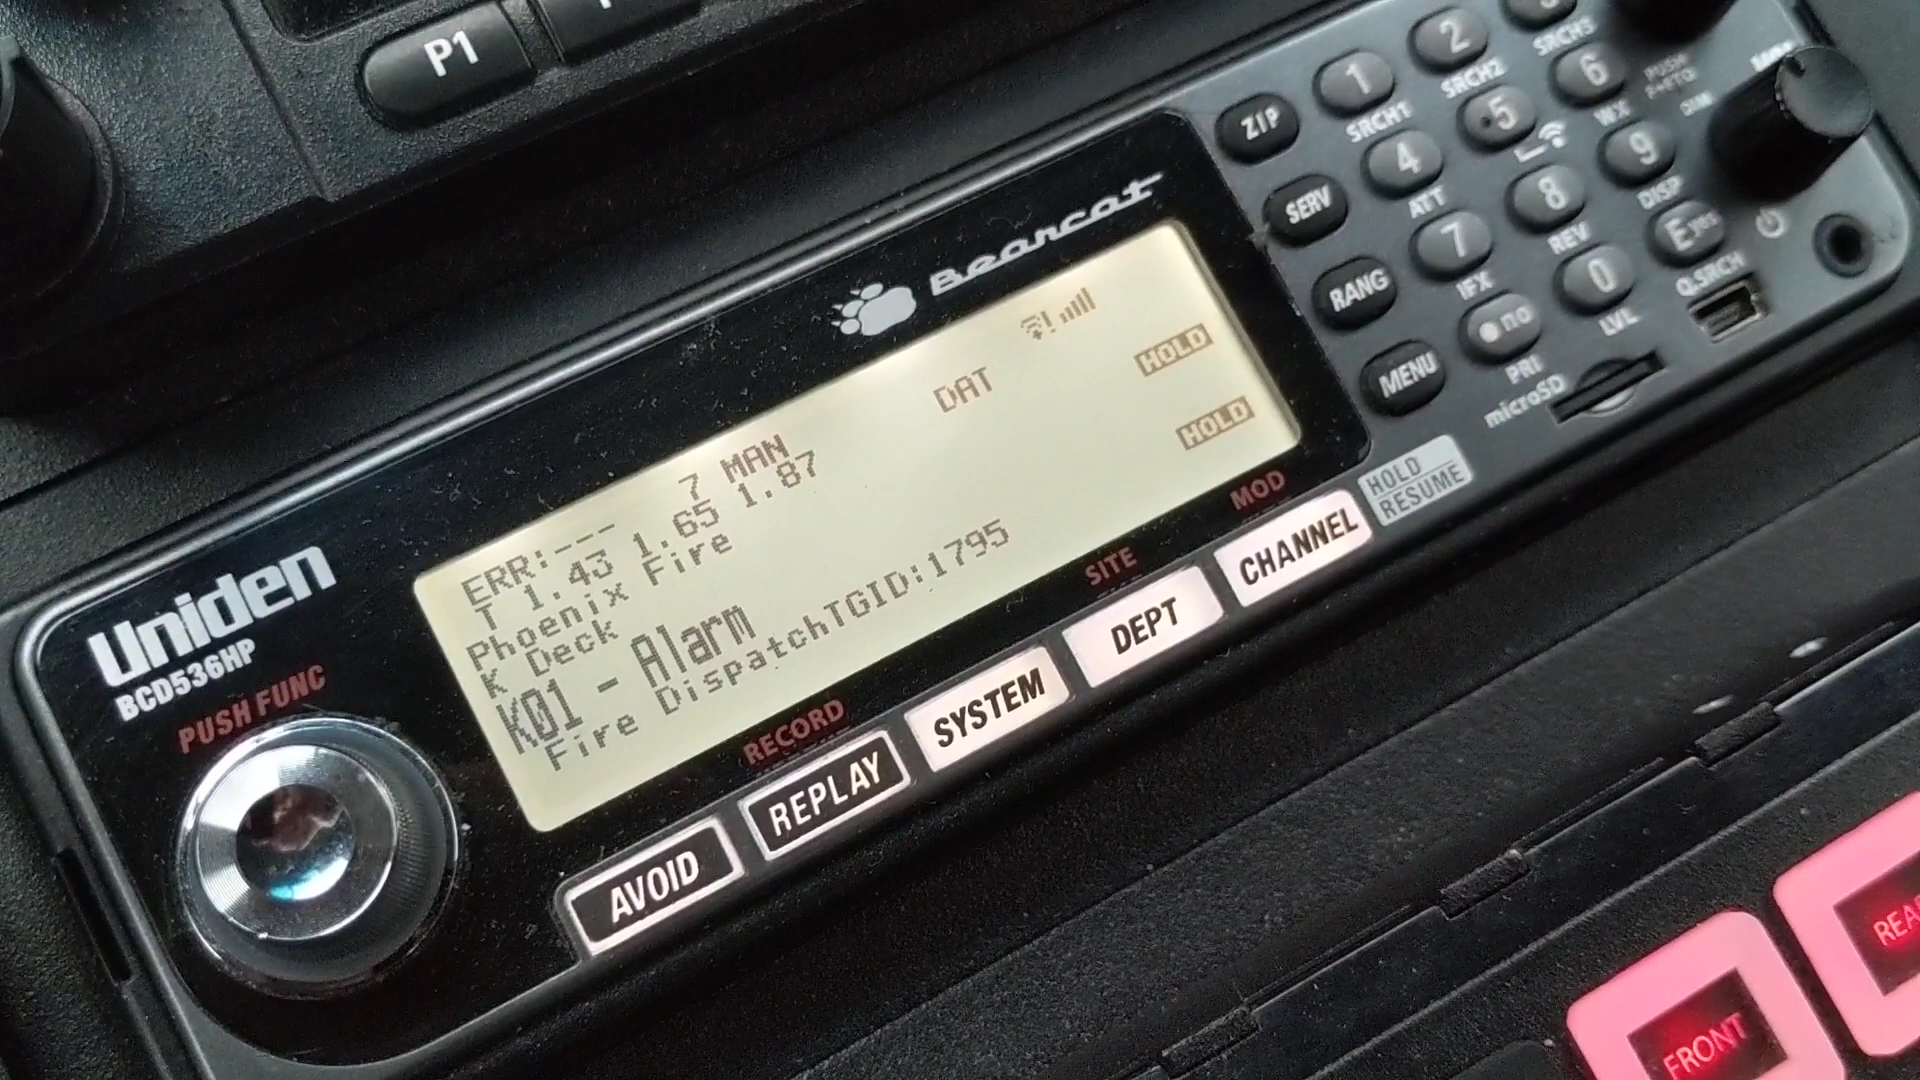 P1
Bearcat
Uniden
BCD536HP
PUSH FUNC
DAT
HOLD
ERR:--- 7 MAN
T 1.43 1.65 1.87
HOLD
Phoenix Fire
K Deck
K01 - Alarm
Fire DispatchTGID:1795
ZIP
SERV
RANG
MENU
1
SRCH1
2
SRCH2
SRCH3
4
ATT
5
6
WX
7
IFX
8
REV
9
DISP
no
PRI
0
LVL
E yes
Q.SRCH
PUSH
DIM
microSD
AVOID
RECORD
REPLAY
SYSTEM
SITE
DEPT
MOD
CHANNEL
HOLD
RESUME
FRONT